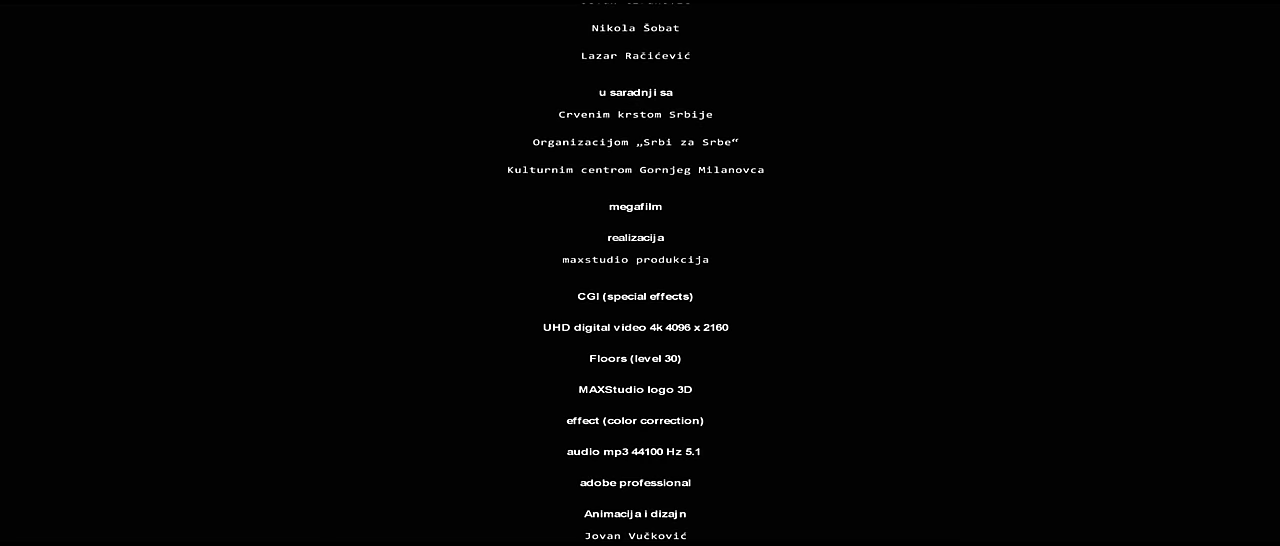 Nikola Šobat
Lazar Račićević
u saradnji sa
Crvenim krstom Srbije
Organizacijom „Srbi za Srbe“
Kulturnim centrom Gornjeg Milanovca
megafilm
realizacija
maxstudio produkcija
CGI (special effects)
UHD digital video 4k 4096 x 2160
Floors (level 30)
MAXStudio logo 3D
effect (color correction)
audio mp3 44100 Hz 5.1
adobe professional
Animacija i dizajn
Jovan Vučković